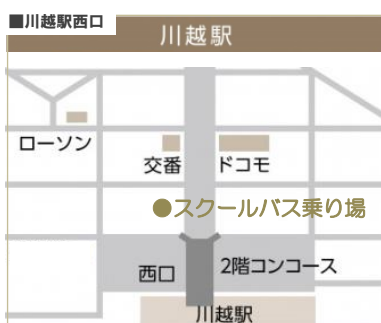 ■川越駅西口
川越駅
ローソン
交番
ドコモ
●スクールバス乗り場
西口
2階コンコース
川越駅